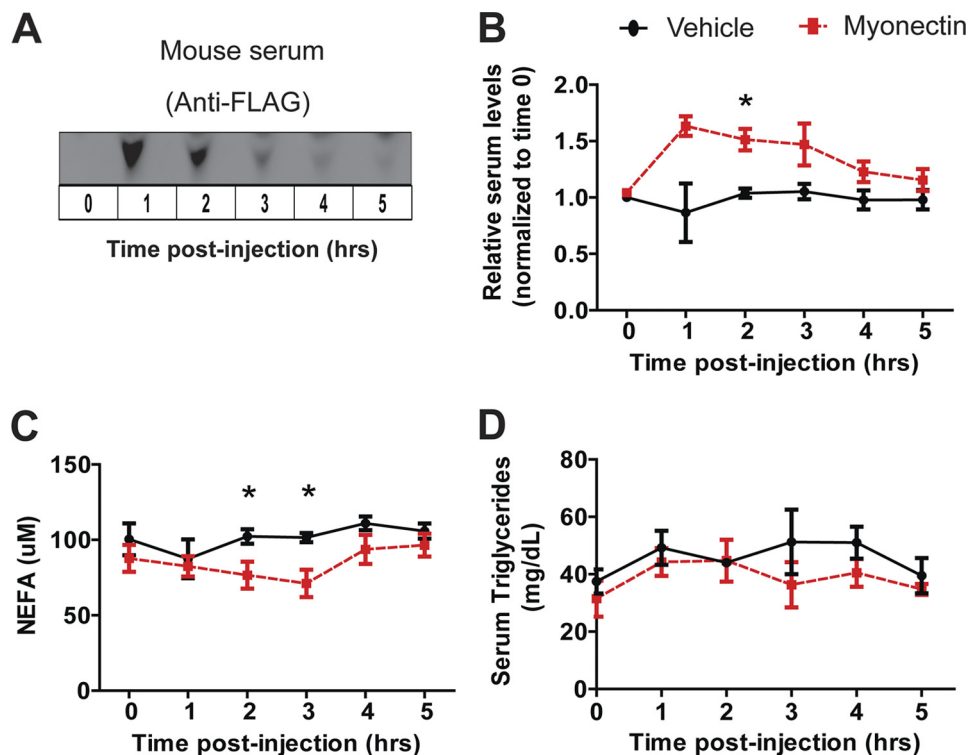 A
Mouse serum
(Anti-FLAG)
0 1 2 3 4 5
Time post-injection (hrs)
B
Vehicle Myonectin
Relative serum levels
(normalized to time 0)
2.0
1.5
1.0
0.5
0.0
*
0 1 2 3 4 5
Time post-injection (hrs)
C
NEFA (uM)
150
100
50
0
* *
0 1 2 3 4 5
Time post-injection (hrs)
D
Serum Triglycerides
(mg/dL)
80
60
40
20
0
0 1 2 3 4 5
Time post-injection (hrs)